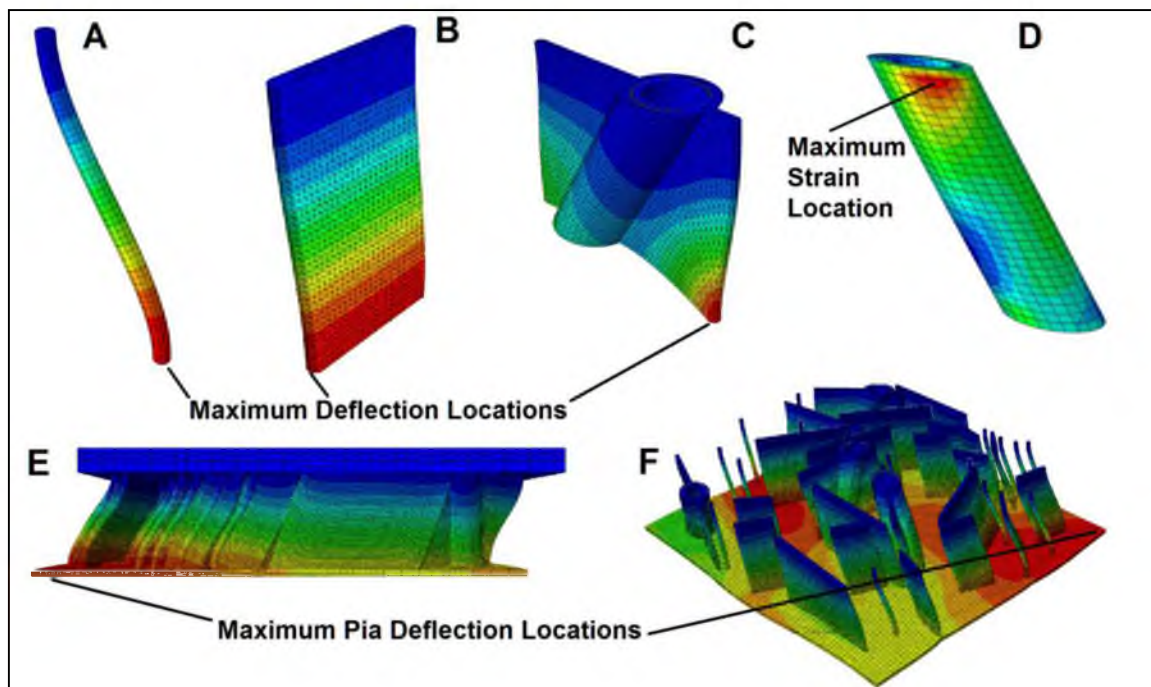 A
B
C
D
Maximum
Strain
Location
Maximum Deflection Locations
E
F
Maximum Pia Deflection Locations